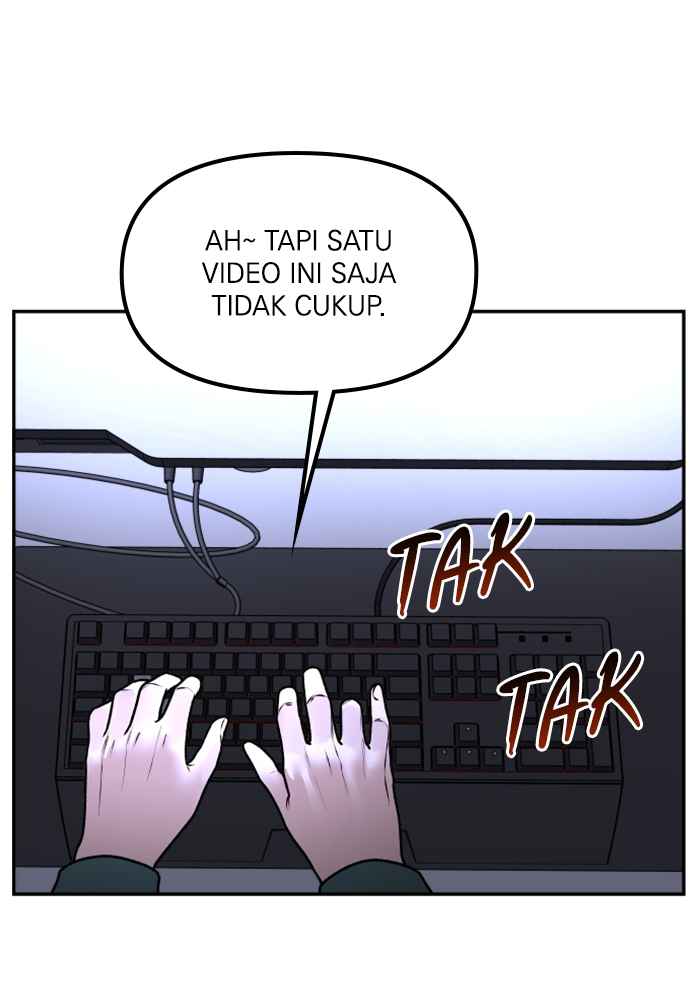 AH~ TAPI SATU
VIDEO INI SAJA
TIDAK CUKUP.
TAK
TAK